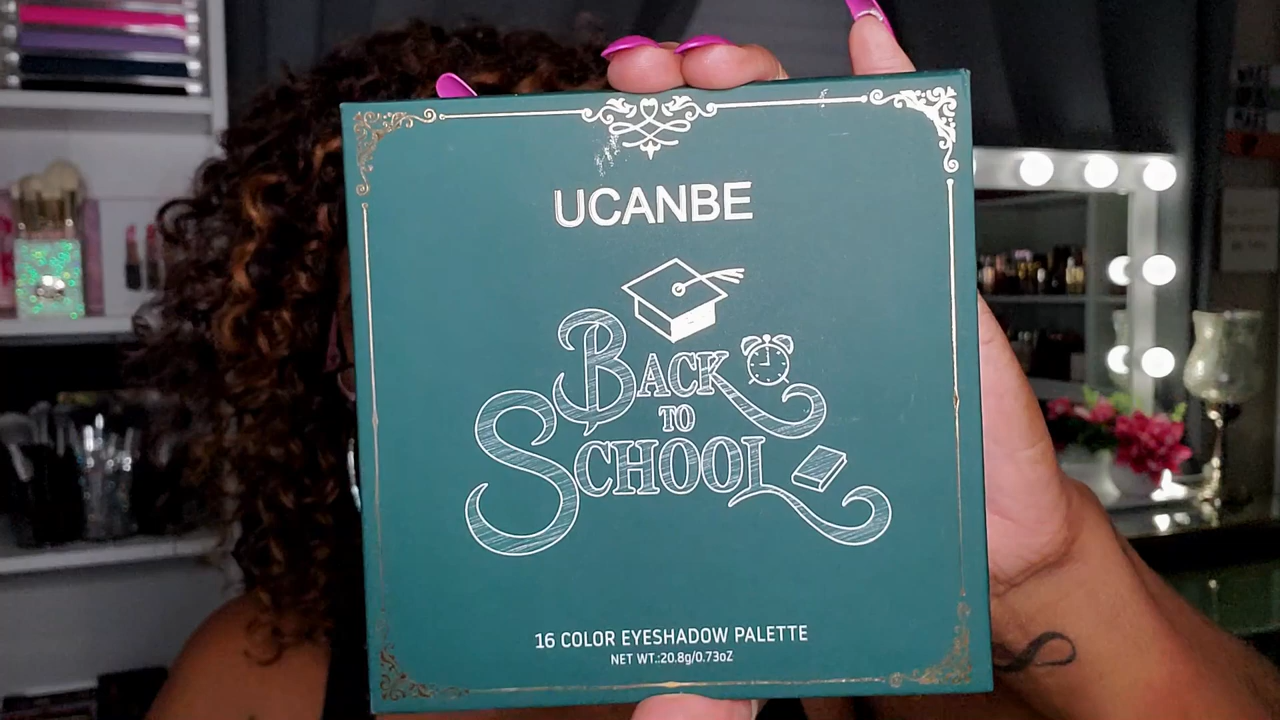 UCANBE
BACK
TO
SCHOOL
16 COLOR EYESHADOW PALETTE
NET WT.:20.8g/0.73oZ